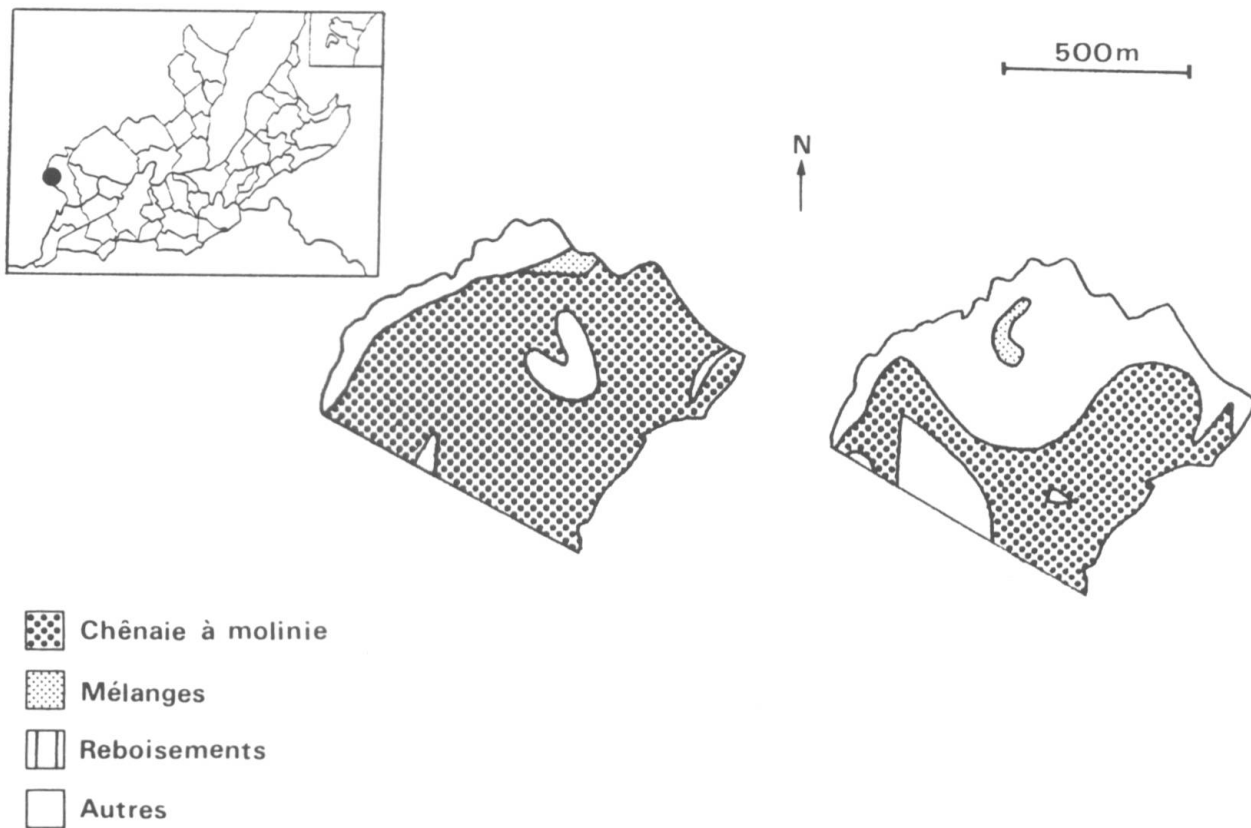 500m
N
Chênaie à molinie
Mélanges
Reboisements
Autres